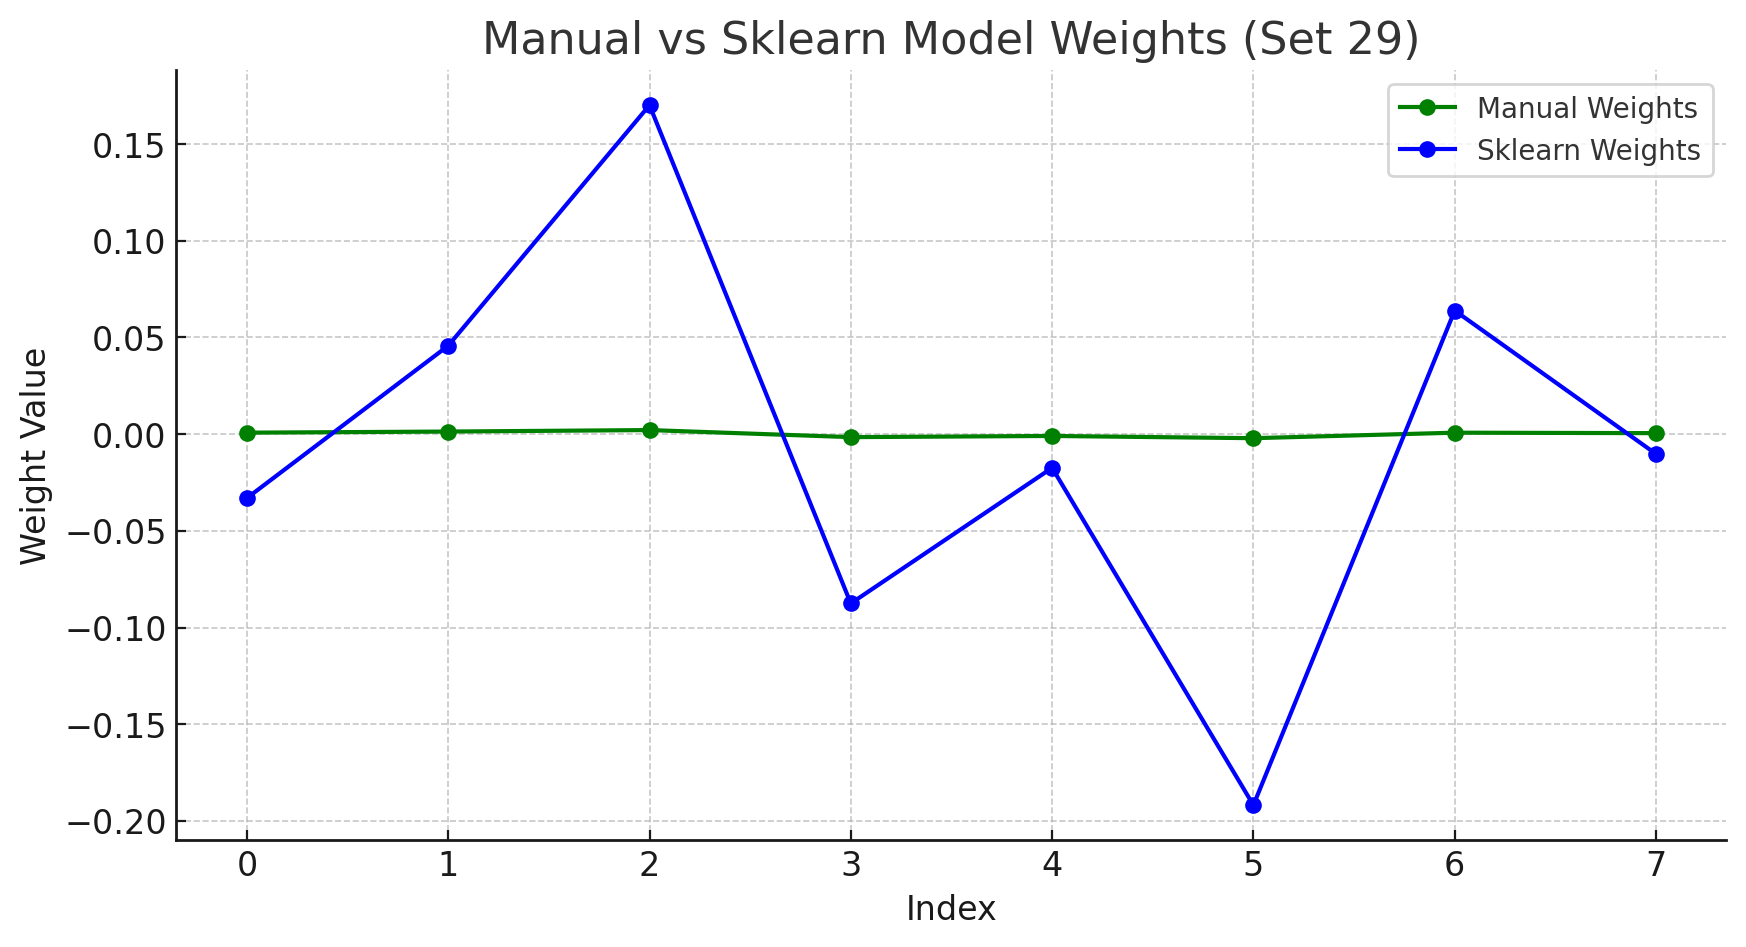 Manual vs Sklearn Model Weights (Set 29)
Manual Weights
Sklearn Weights
Weight Value
0.15
0.10
0.05
0.00
−0.05
−0.10
−0.15
−0.20
0 1 2 3 4 5 6 7
Index